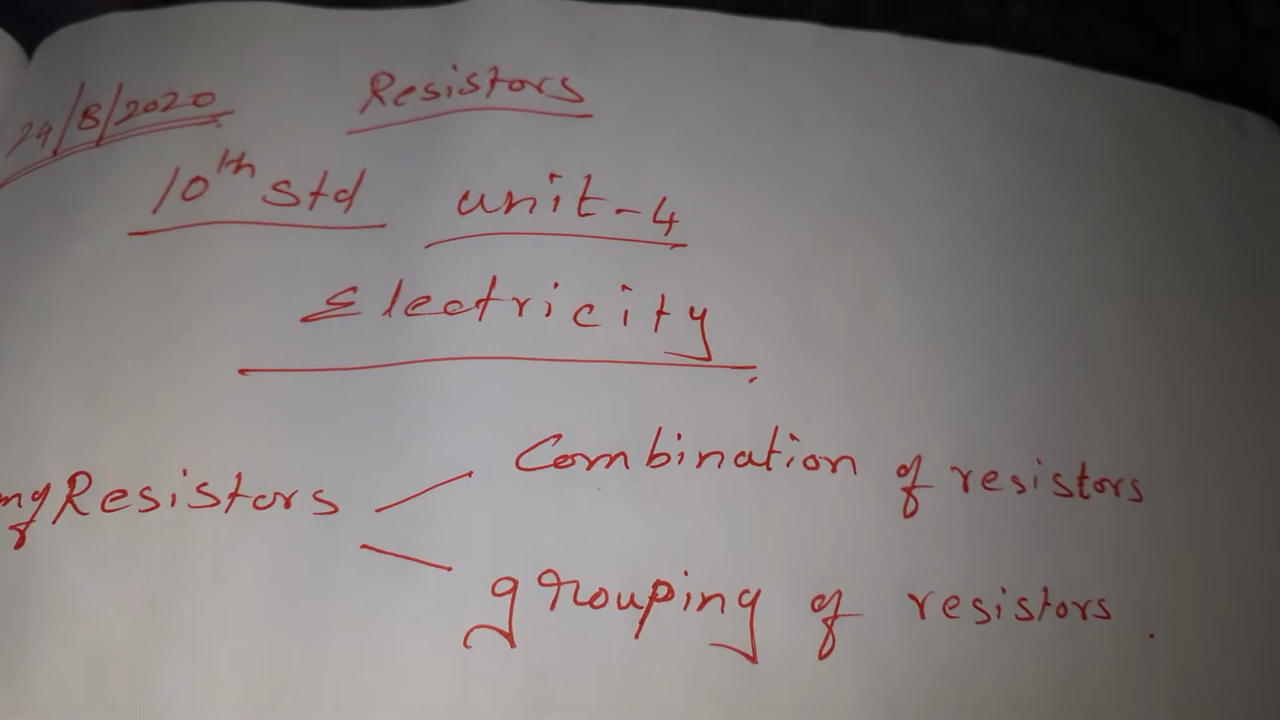 24/8/2020 Resistors
10th std unit-4
Electricity
Resistors Combination of resistors
grouping of resistors.